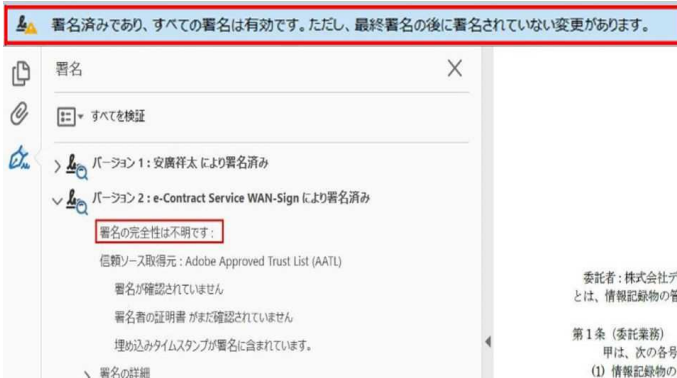 署名済みであり、すべての署名は有効です。ただし、最終署名の後に署名されていない変更があります。
署名
すべてを検証
バージョン 1 : 安廣祥太 により署名済み
バージョン 2 : e-Contract Service WAN-Sign により署名済み
署名の完全性は不明です :
信頼ソース取得元 : Adobe Approved Trust List (AATL)
署名が確認されていません
署名者の証明書 がまだ確認されていません
埋め込みタイムスタンプが署名に含まれています。
署名の詳細
委託者 : 株式会社デ
とは、情報記録物の管
第1条（委託業務）
甲は、次の各号
(1) 情報記録物の